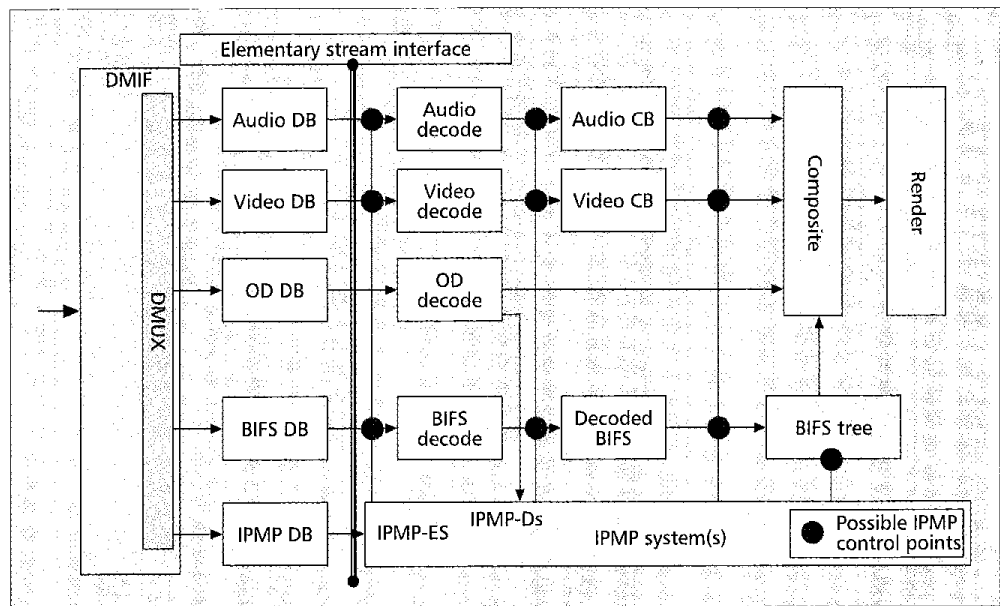 Elementary stream interface
DMIF
DMUX
Audio DB
Audio
decode
Audio CB
Video DB
Video
decode
Video CB
OD DB
OD
decode
Composite
Render
BIFS DB
BIFS
decode
Decoded
BIFS
BIFS tree
IPMP DB
IPMP-ES
IPMP-Ds
IPMP system(s)
Possible IPMP
control points